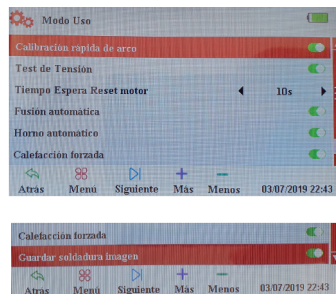 Modo Uso
Calibración rápida de arco
Test de Tensión
Tiempo Espera Reset motor 10s
Fusión automática
Horno automático
Calefacción forzada
Atrás Menú Siguiente Más Menos 03/07/2019 22:43
Calefacción forzada
Guardar soldadura imagen
Atrás Menú Siguiente Más Menos 03/07/2019 22:43